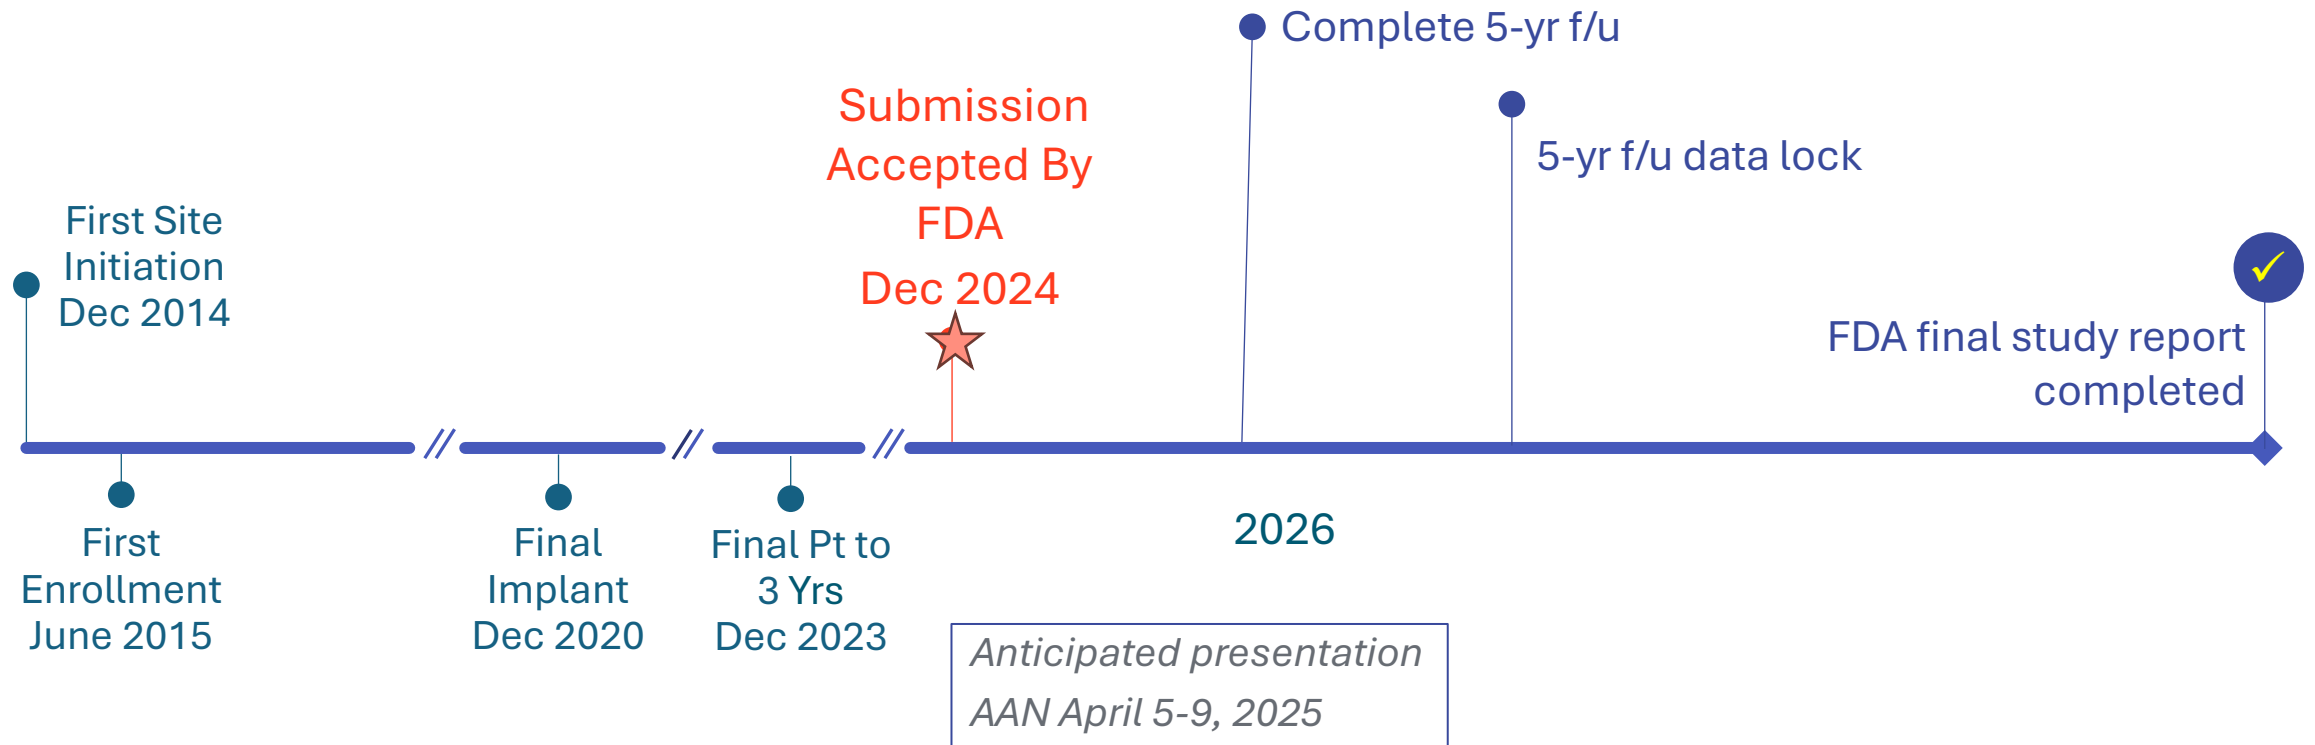 Complete 5-yr f/u
Submission
Accepted By
FDA
Dec 2024
5-yr f/u data lock
First Site
Initiation
Dec 2014
FDA final study report
completed
First
Enrollment
June 2015
Final
Implant
Dec 2020
Final Pt to
3 Yrs
Dec 2023
2026
Anticipated presentation
AAN April 5-9, 2025